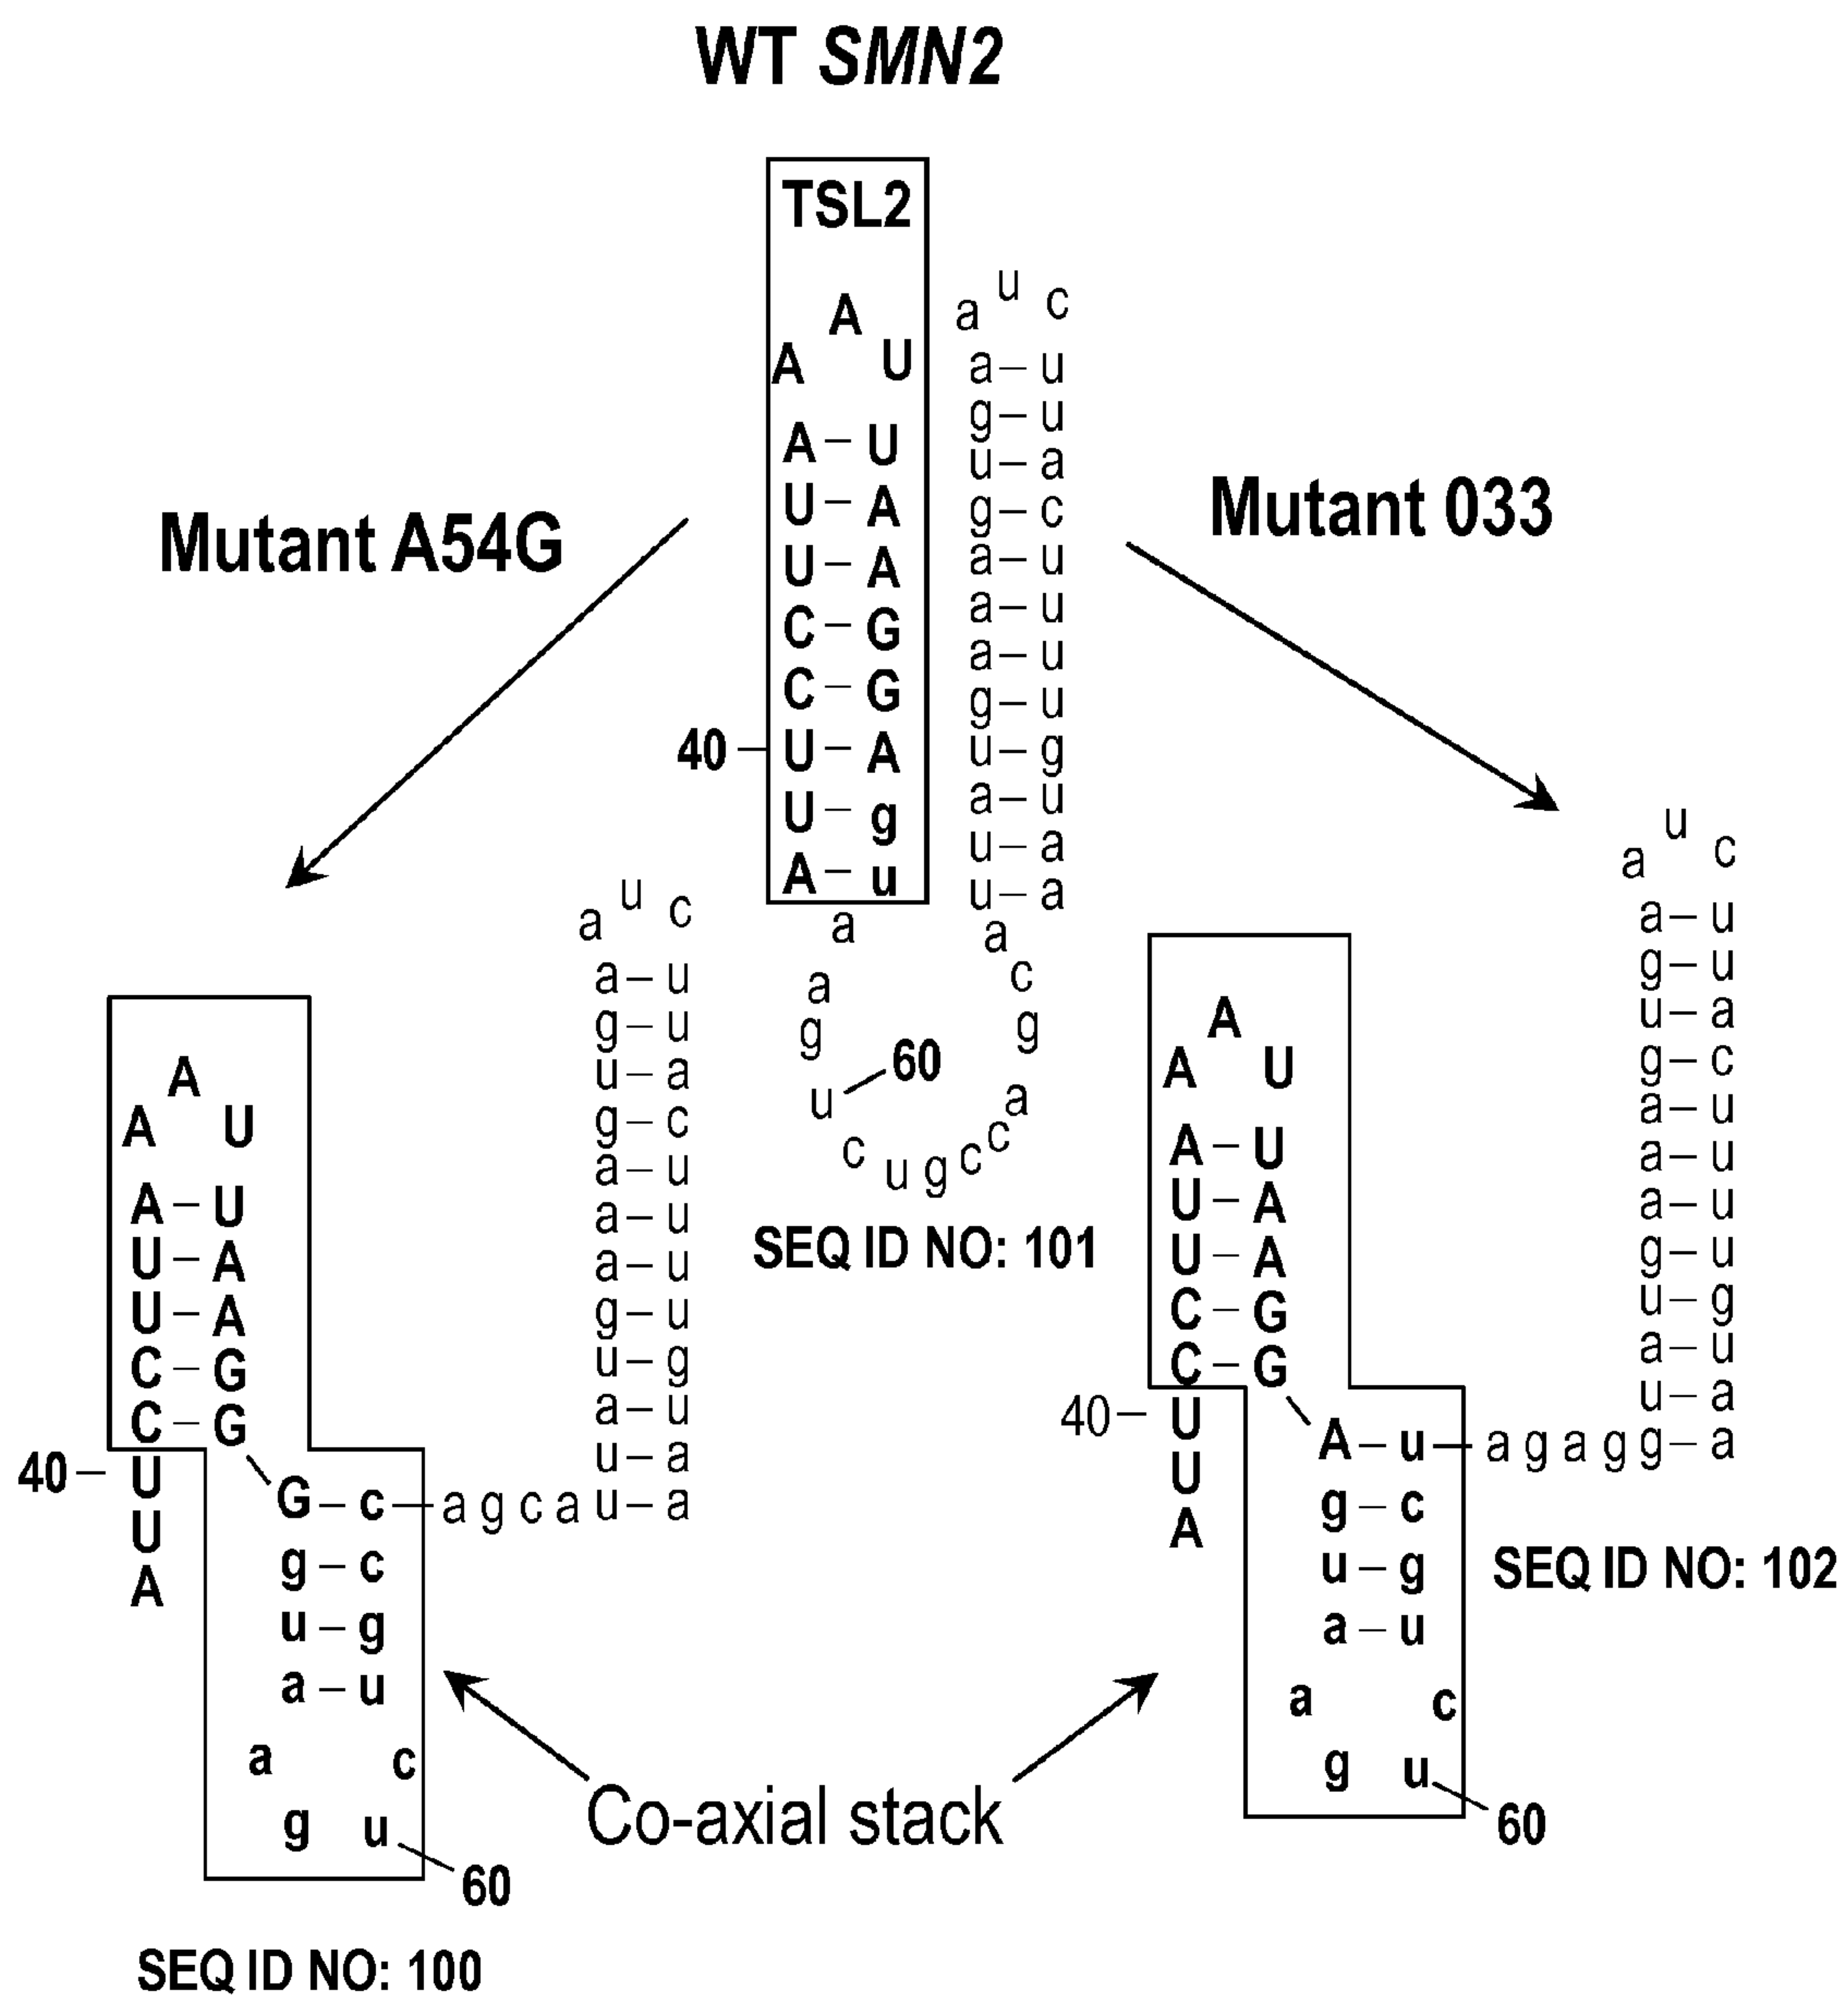 WT SMN2
TSL2
A
A U
A – U
U – A
U – A
C – G
C – G
40 – U – A
U – g
A – u
a u c
a – u
g – u
u – a
g – c
a – u
a – u
a – u
g – u
u – g
a – u
u – a
u – a
a
a
g
u – 60
c u g c c
a
g
c
a
SEQ ID NO: 101
Mutant A54G
A
A U
A – U
U – A
U – A
C – G
C – G
40 – U
U
A
a u c
a – u
g – u
u – a
g – c
a – u
a – u
a – u
g – u
u – g
a – u
u – a
G – c – a g c a u – a
g – c
u – g
a – u
a c
g u
60
SEQ ID NO: 100
Mutant 033
A
A U
A – U
U – A
U – A
C – G
C – G
40 – U
U
A
a u c
a – u
g – u
u – a
g – c
a – u
a – u
a – u
g – u
u – g
a – u
u – a
A – u – a g a g g – a
g – c
u – g
a – u
a c
g u
60
SEQ ID NO: 102
Co-axial stack